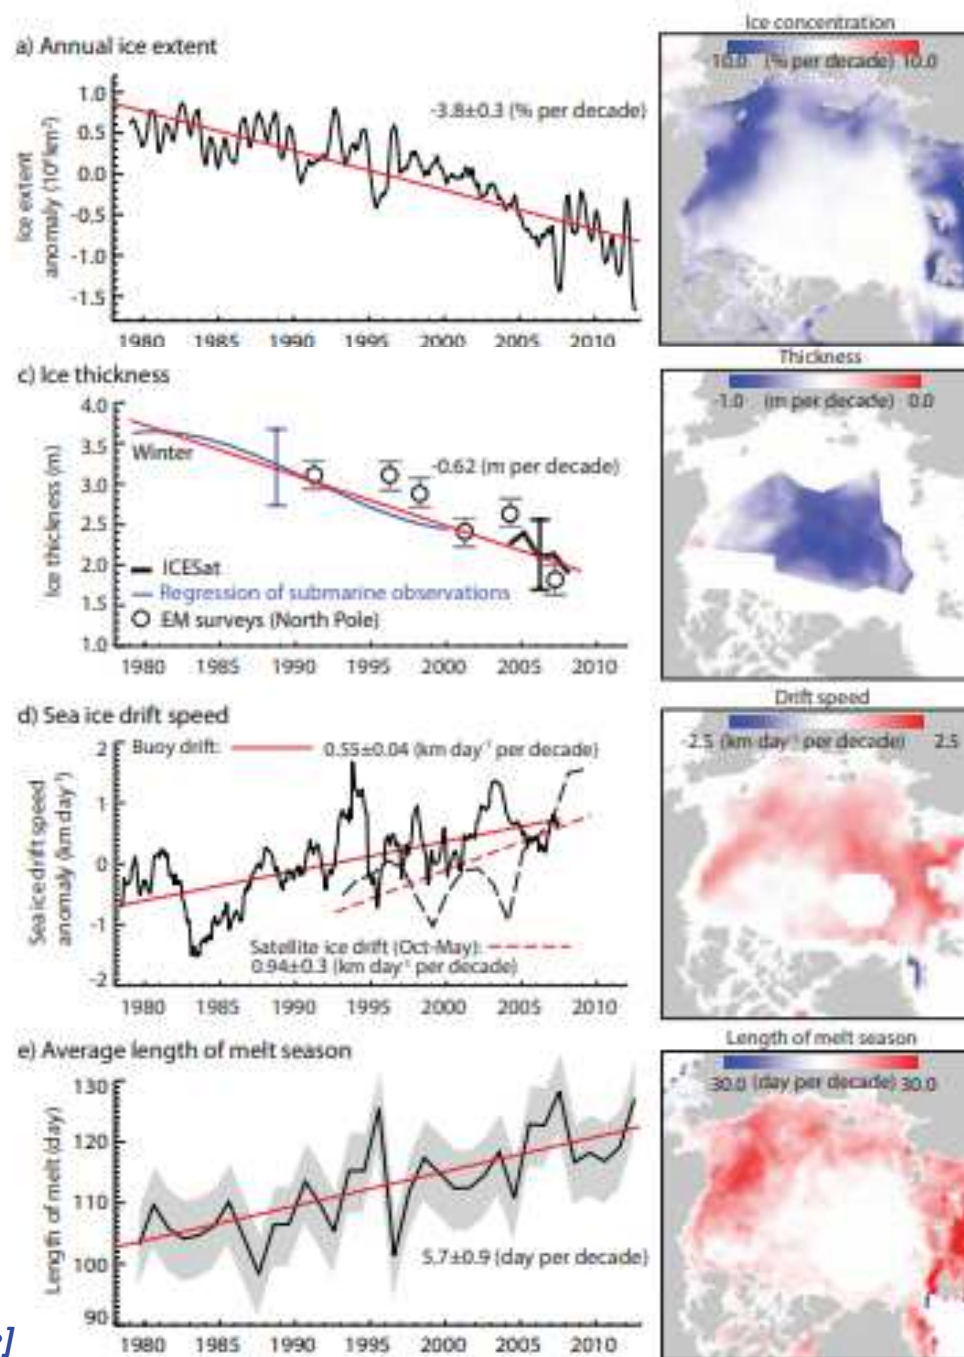 Ice concentration
a) Annual ice extent
-10.0 (% per decade) 10.0
1.0
0.5
0.0
-0.5
-1.0
-1.5
Ice extent
anomaly (10⁶ km²)
-3.8±0.3 (% per decade)
1980 1985 1990 1995 2000 2005 2010
Thickness
c) Ice thickness
-1.0 (m per decade) 0.0
4.0
3.5
3.0
2.5
2.0
1.5
1.0
Ice thickness (m)
Winter
-0.62 (m per decade)
ICESat
Regression of submarine observations
EM surveys (North Pole)
1980 1985 1990 1995 2000 2005 2010
Drift speed
d) Sea ice drift speed
-2.5 (km day⁻¹ per decade) 2.5
2
1
0
-1
-2
Sea ice drift speed
anomaly (km day⁻¹)
Buoy drift: 0.55±0.04 (km day⁻¹ per decade)
Satellite ice drift (Oct-May):
0.94±0.3 (km day⁻¹ per decade)
1980 1985 1990 1995 2000 2005 2010
Length of melt season
e) Average length of melt season
30.0 (day per decade) 30.0
130
120
110
100
90
Length of melt (day)
5.7±0.9 (day per decade)
1980 1985 1990 1995 2000 2005 2010